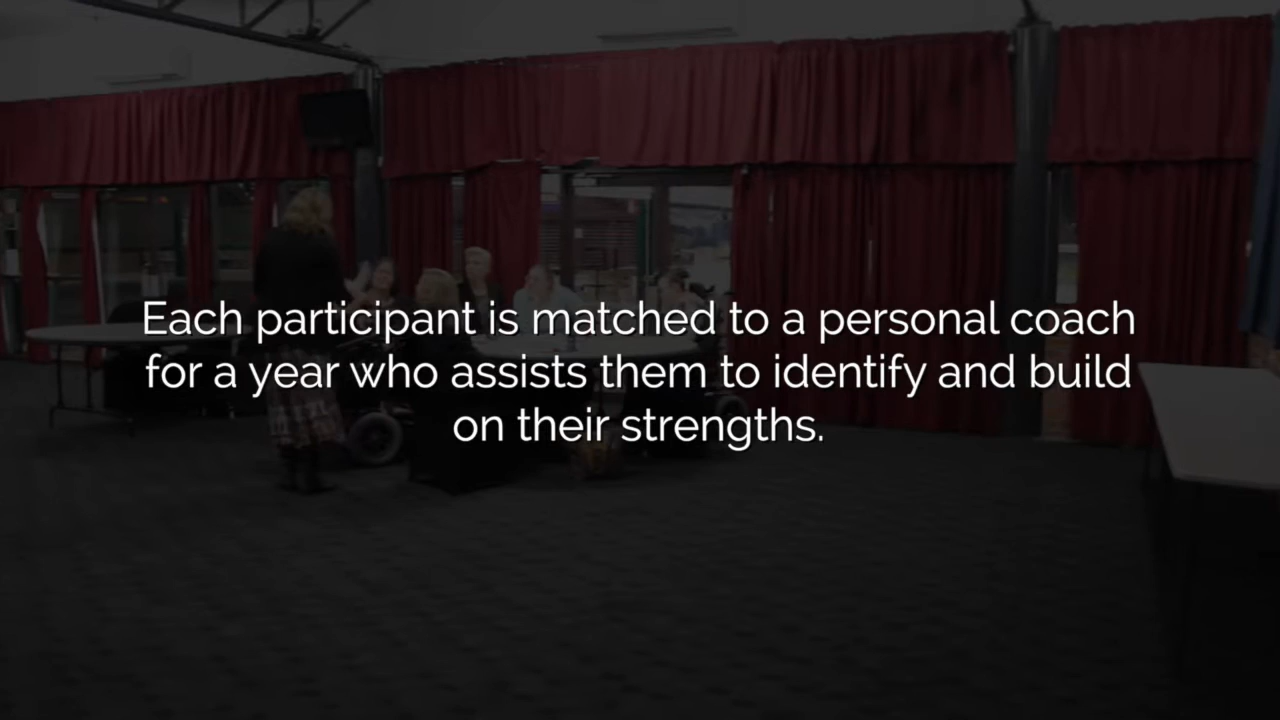 Each participant is matched to a personal coach
for a year who assists them to identify and build
on their strengths.